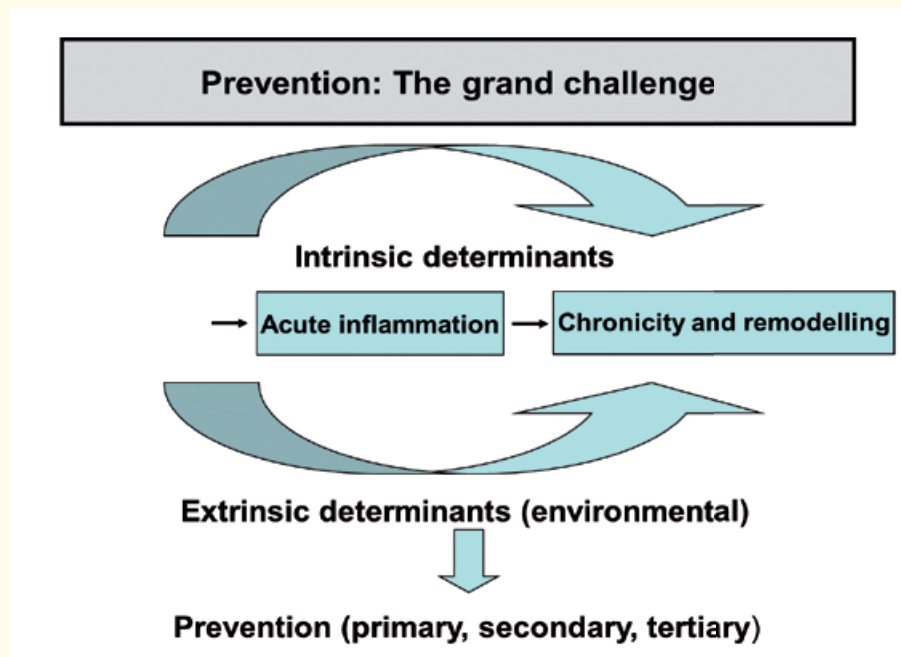 Prevention: The grand challenge
Intrinsic determinants
Acute inflammation
Chronicity and remodelling
Extrinsic determinants (environmental)
Prevention (primary, secondary, tertiary)